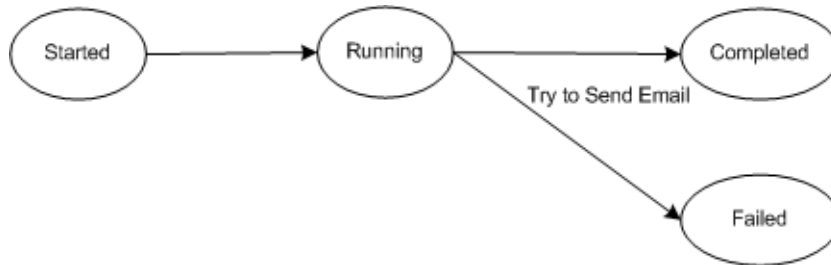 Started
Running
Completed
Try to Send Email
Failed